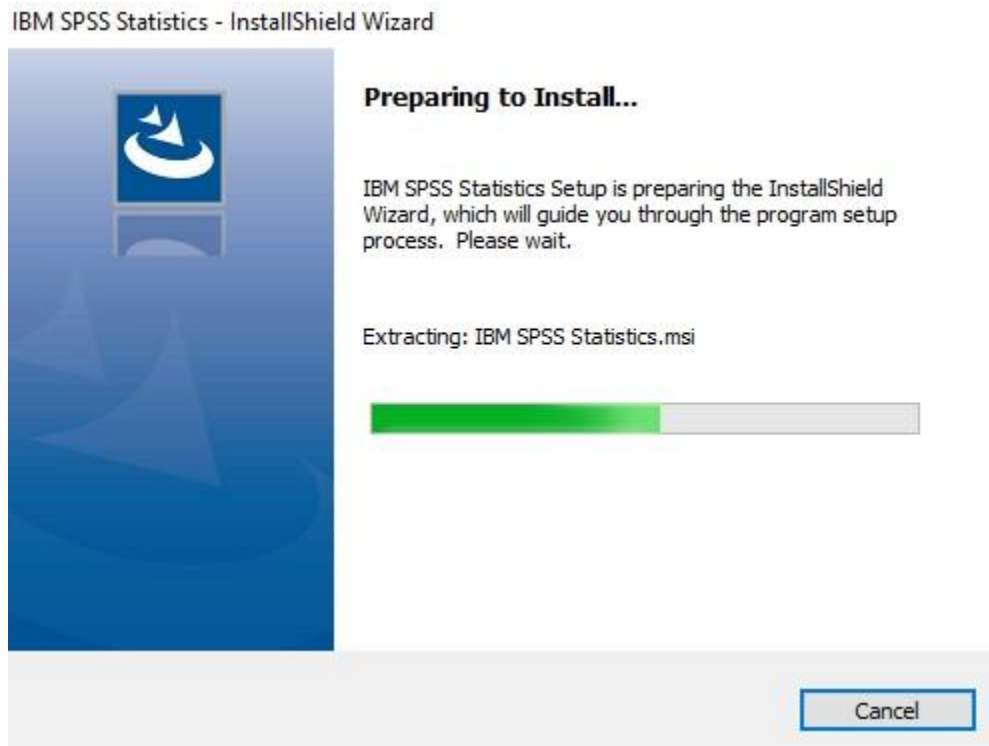 IBM SPSS Statistics - InstallShield Wizard
Preparing to Install...
IBM SPSS Statistics Setup is preparing the InstallShield
Wizard, which will guide you through the program setup
process.  Please wait.
Extracting: IBM SPSS Statistics.msi
Cancel